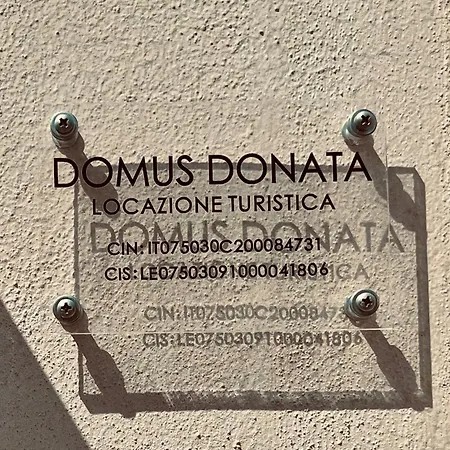 DOMUS DONATA
LOCAZIONE TURISTICA
CIN: IT075030C200084731
CIS: LE07503091000041806